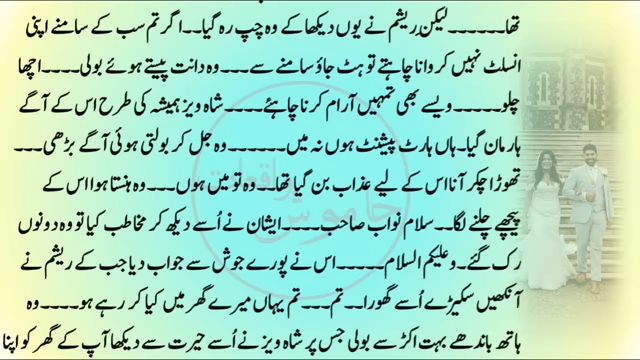 تھا۔۔۔۔۔۔لیکن ریشم نے یوں دیکھا کے وہ چپ رہ گیا۔۔اگر تم سب کے سامنے اپنی
انسلٹ نہیں کروانا چاہتے تو ہٹ جاؤ سامنے سے۔۔۔۔وہ دانت پیستے ہوئے بولی۔۔۔۔اچھا
چلو۔۔۔۔۔۔ویسے بھی تمہیں آرام کرنا چاہئے۔۔۔۔شاہ ویز ہمیشہ کی طرح اس کے آگے
ہار مان گیا۔ہاں ہارٹ پیشنٹ ہوں نہ میں۔۔۔۔۔۔۔وہ جل کر بولتی ہوئی آگے بڑھی۔۔۔۔
تھوڑا چکر آنا اس کے لیے عذاب بن گیا تھا۔۔وہ تو میں ہوں۔۔۔۔وہ ہنستا ہوا اس کے
پیچھے چلنے لگا۔۔سلام نواب صاحب۔۔۔۔ایشان نے اُسے دیکھ کر مخاطب کیا تو وہ دونوں
رک گئے۔وعلیکم السلام۔۔۔۔۔اس نے پورے جوش سے جواب دیا جب کے ریشم نے
آنکھیں سکیڑے اُسے گھورا۔۔تم۔۔۔تم یہاں میرے گھر میں کیا کر رہے ہو۔۔۔۔وہ
ہاتھ باندھے بہت اکڑ سے بولی جس پر شاہ ویز نے اُسے حیرت سے دیکھا آپ کے گھر کو اپنا